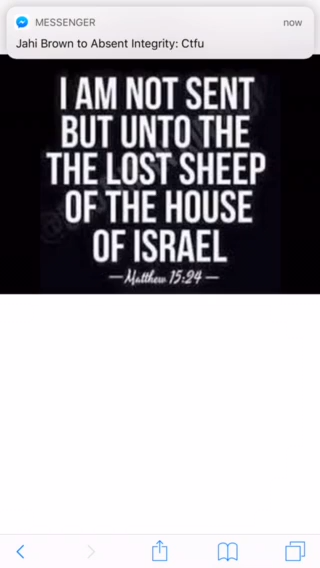 MESSENGER now
Jahi Brown to Absent Integrity: Ctfu
I AM NOT SENT
BUT UNTO THE
THE LOST SHEEP
OF THE HOUSE
OF ISRAEL
—Matthew 15:24—